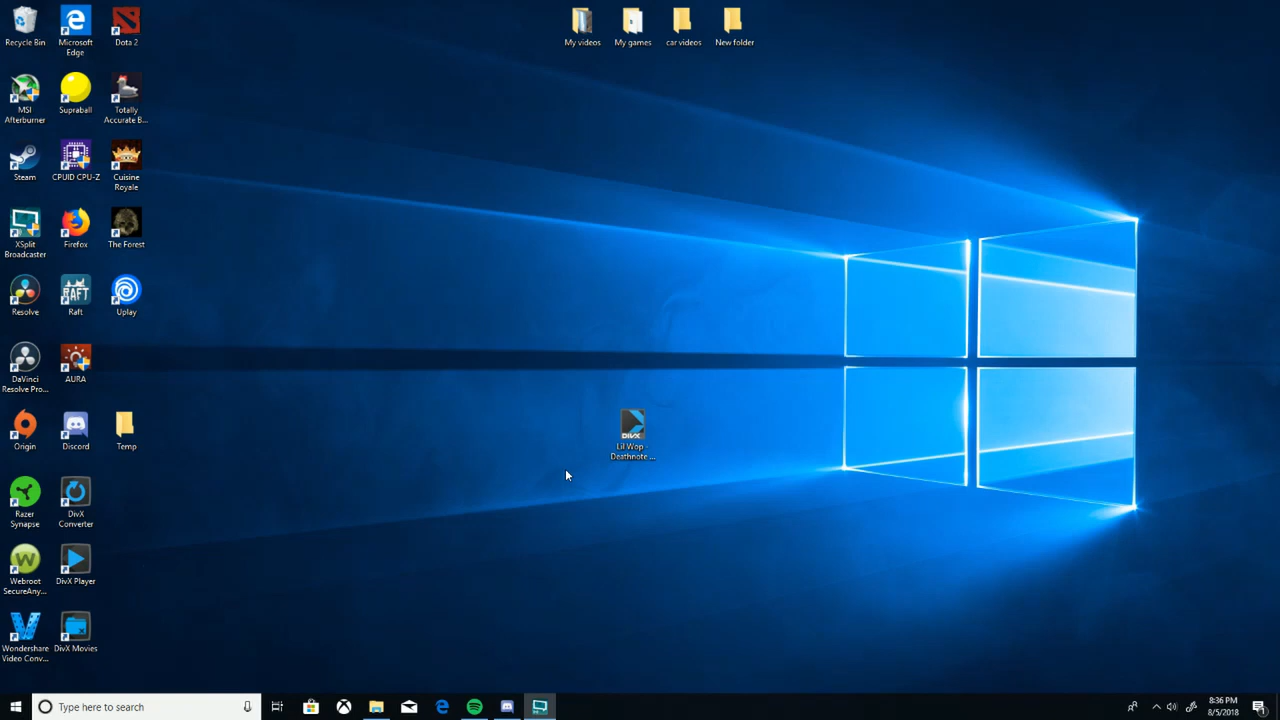 Recycle Bin
Microsoft
Edge
Dota 2
My videos
My games
car videos
New folder
MSI
Afterburner
Supraball
Totally
Accurate B...
Steam
CPUID CPU-Z
Cuisine
Royale
XSplit
Broadcaster
Firefox
The Forest
Resolve
RAFT
Raft
Uplay
DaVinci
Resolve Pro...
AURA
Origin
Discord
Temp
DIVX
Lil Wop -
Deathnote ...
Razer
Synapse
DivX
Converter
W
Webroot
SecureAny...
DivX Player
Wondershare
Video Conv...
DivX Movies
Type here to search
8:36 PM
8/5/2018
1